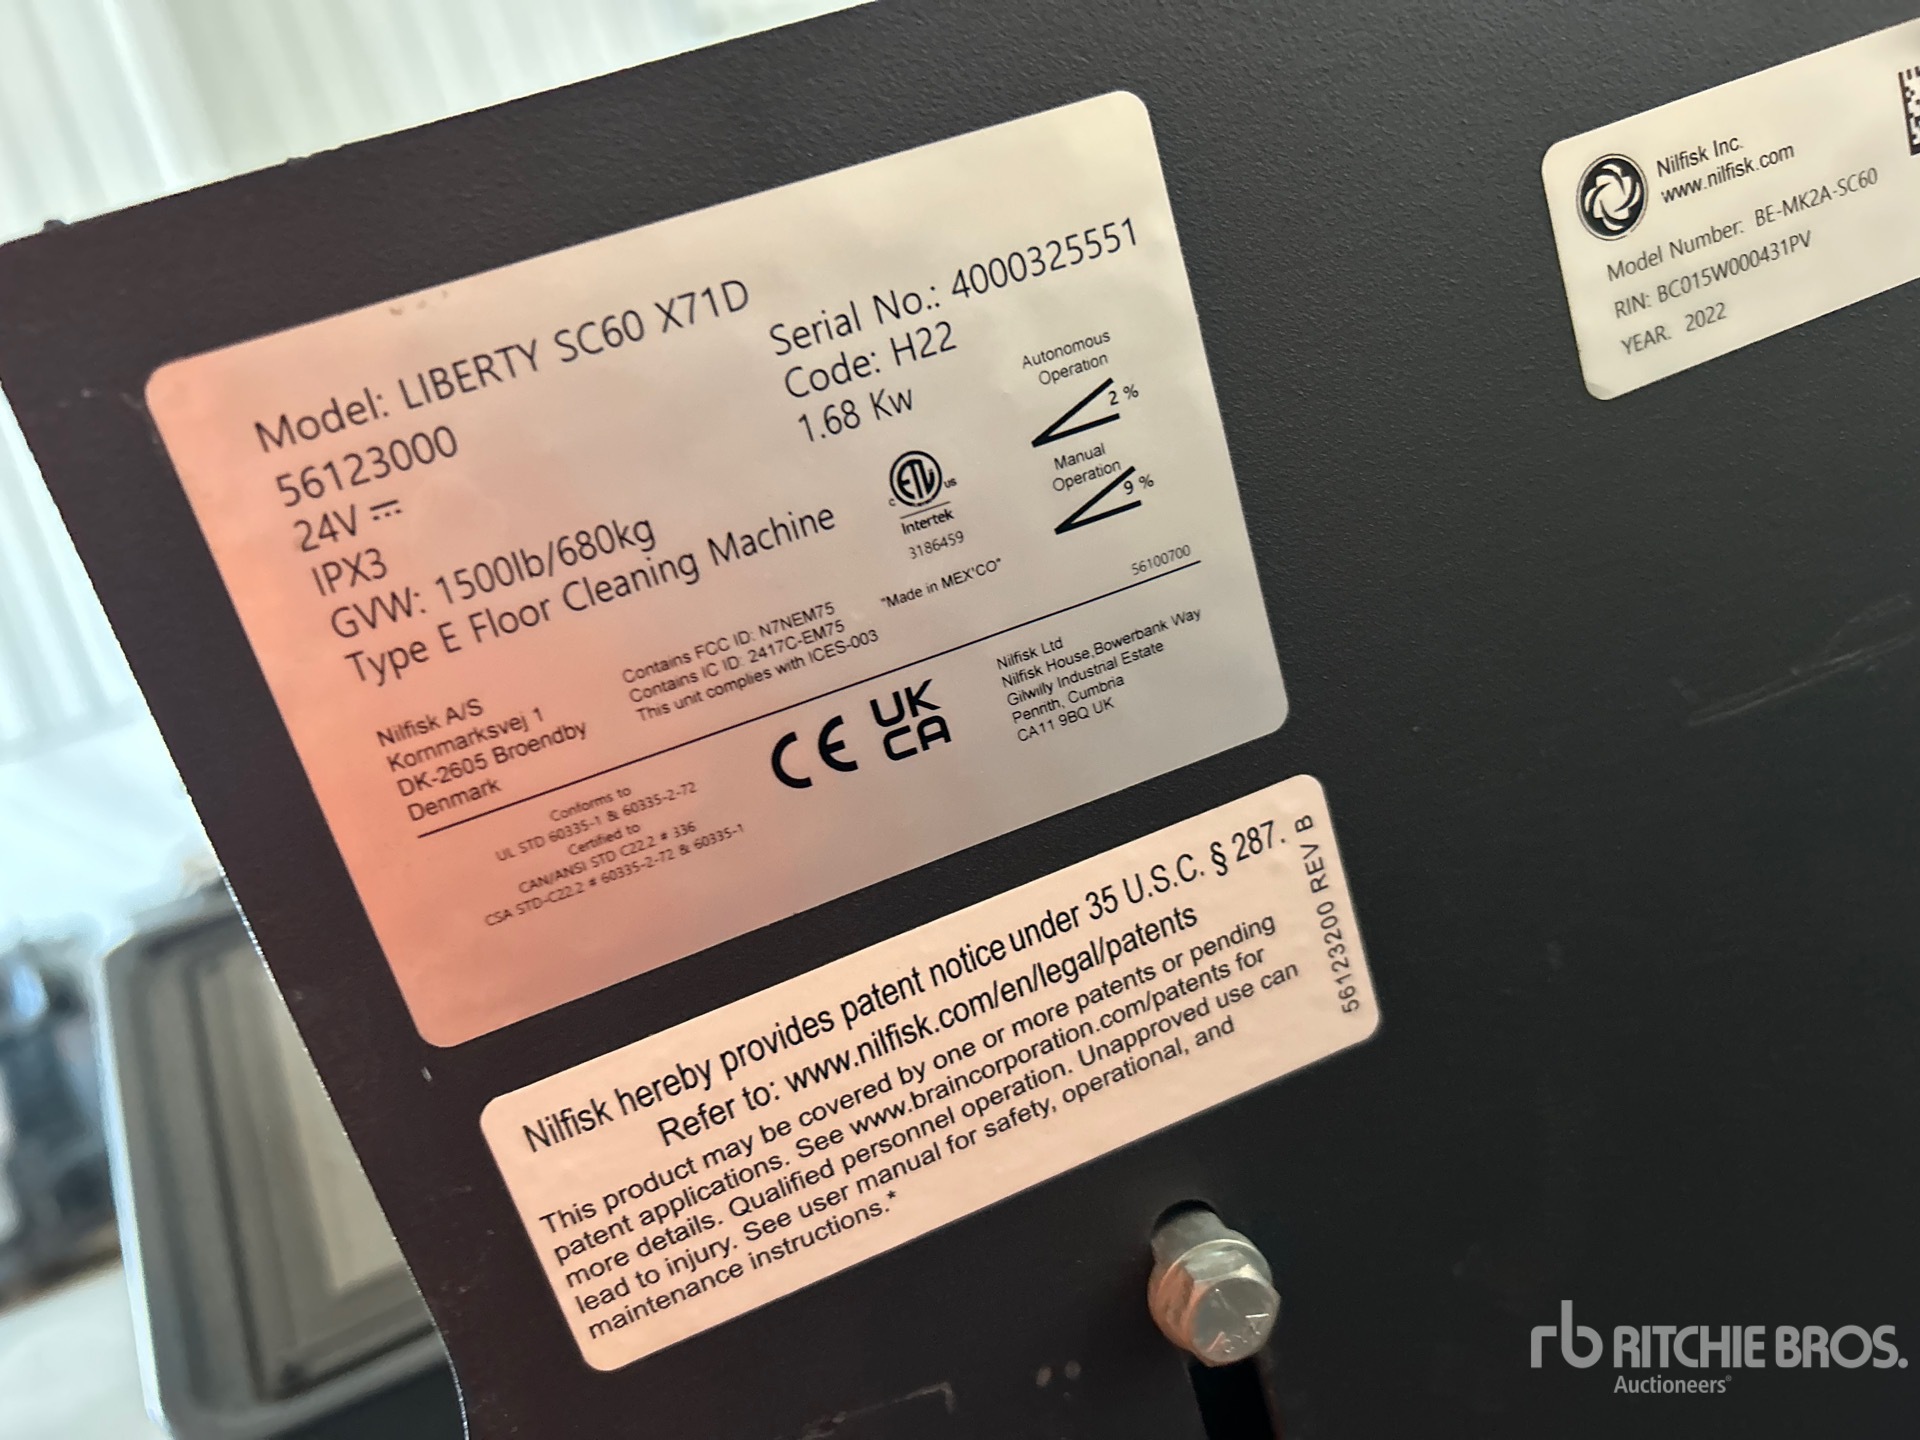 Model: LIBERTY SC60 X71D
56123000
24V
IPX3
GVW: 1500lb/680kg
Type E Floor Cleaning Machine
Serial No.: 4000325551
Code: H22
1.68 Kw
Autonomous
Operation
2 %
Manual
Operation
9 %
C ETL US
Intertek
3186459
Nilfisk A/S
Kornmarksvej 1
DK-2605 Broendby
Denmark
Contains FCC ID: N7NEM75
Contains IC ID: 2417C-EM75
This unit complies with ICES-003
"Made in MEX'CO"
56100700
Conforms to
UL STD 60335-1 & 60335-2-72
Certified to
CAN/ANSI STD C22.2 # 336
CSA STD-C22.2 # 60335-2-72 & 60335-1
CE
UK
CA
Nilfisk Ltd
Nilfisk House,Bowerbank Way
Gilwilly Industrial Estate
Penrith, Cumbria
CA11 9BQ UK
Nilfisk hereby provides patent notice under 35 U.S.C. § 287.
Refer to: www.nilfisk.com/en/legal/patents
This product may be covered by one or more patents or pending
patent applications. See www.braincorporation.com/patents for
more details. Qualified personnel operation. Unapproved use can
lead to injury. See user manual for safety, operational, and
maintenance instructions.*
56123200 REV B
Nilfisk Inc.
www.nilfisk.com
Model Number: BE-MK2A-SC60
RIN: BC015W000431PV
YEAR. 2022
rb RITCHIE BROS.
Auctioneers®